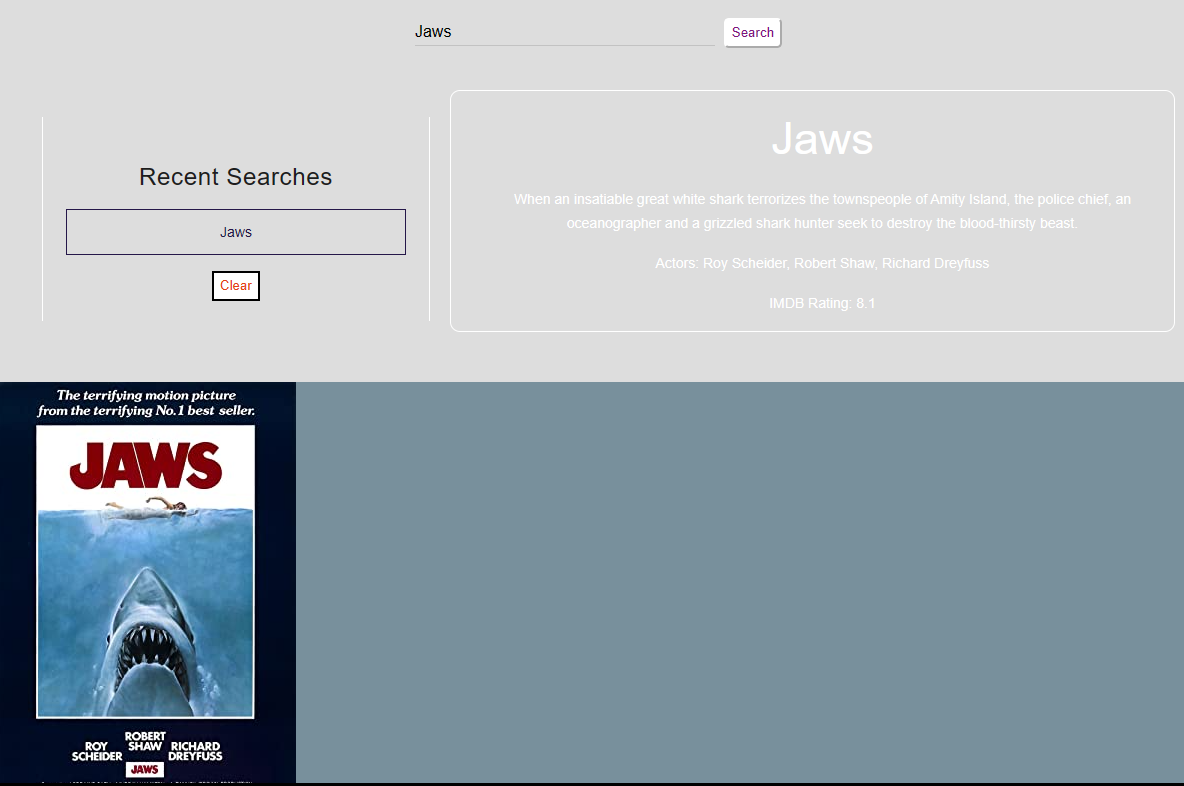 Jaws
Search
Recent Searches
Jaws
Clear
Jaws
When an insatiable great white shark terrorizes the townspeople of Amity Island, the police chief, an
oceanographer and a grizzled shark hunter seek to destroy the blood-thirsty beast.
Actors: Roy Scheider, Robert Shaw, Richard Dreyfuss
IMDB Rating: 8.1
The terrifying motion picture
from the terrifying No.1 best seller.
JAWS
ROY SCHEIDER
ROBERT SHAW
RICHARD DREYFUSS
JAWS